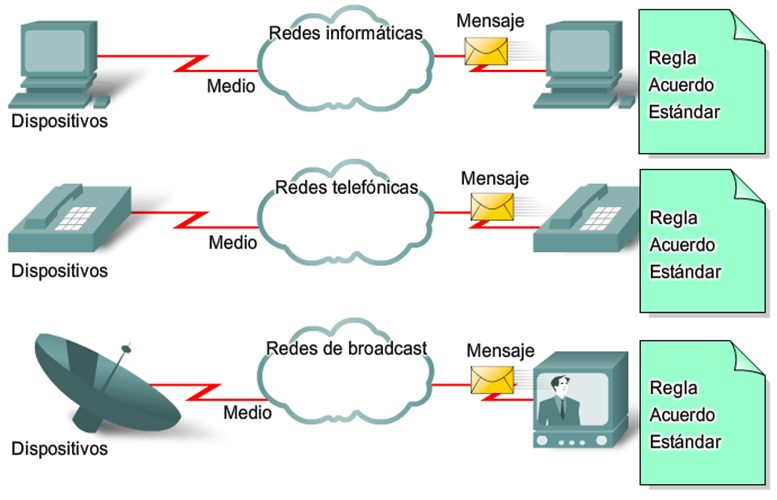 Redes informáticas
Mensaje
Medio
Dispositivos
Regla
Acuerdo
Estándar
Redes telefónicas
Mensaje
Medio
Dispositivos
Regla
Acuerdo
Estándar
Redes de broadcast
Mensaje
Medio
Dispositivos
Regla
Acuerdo
Estándar